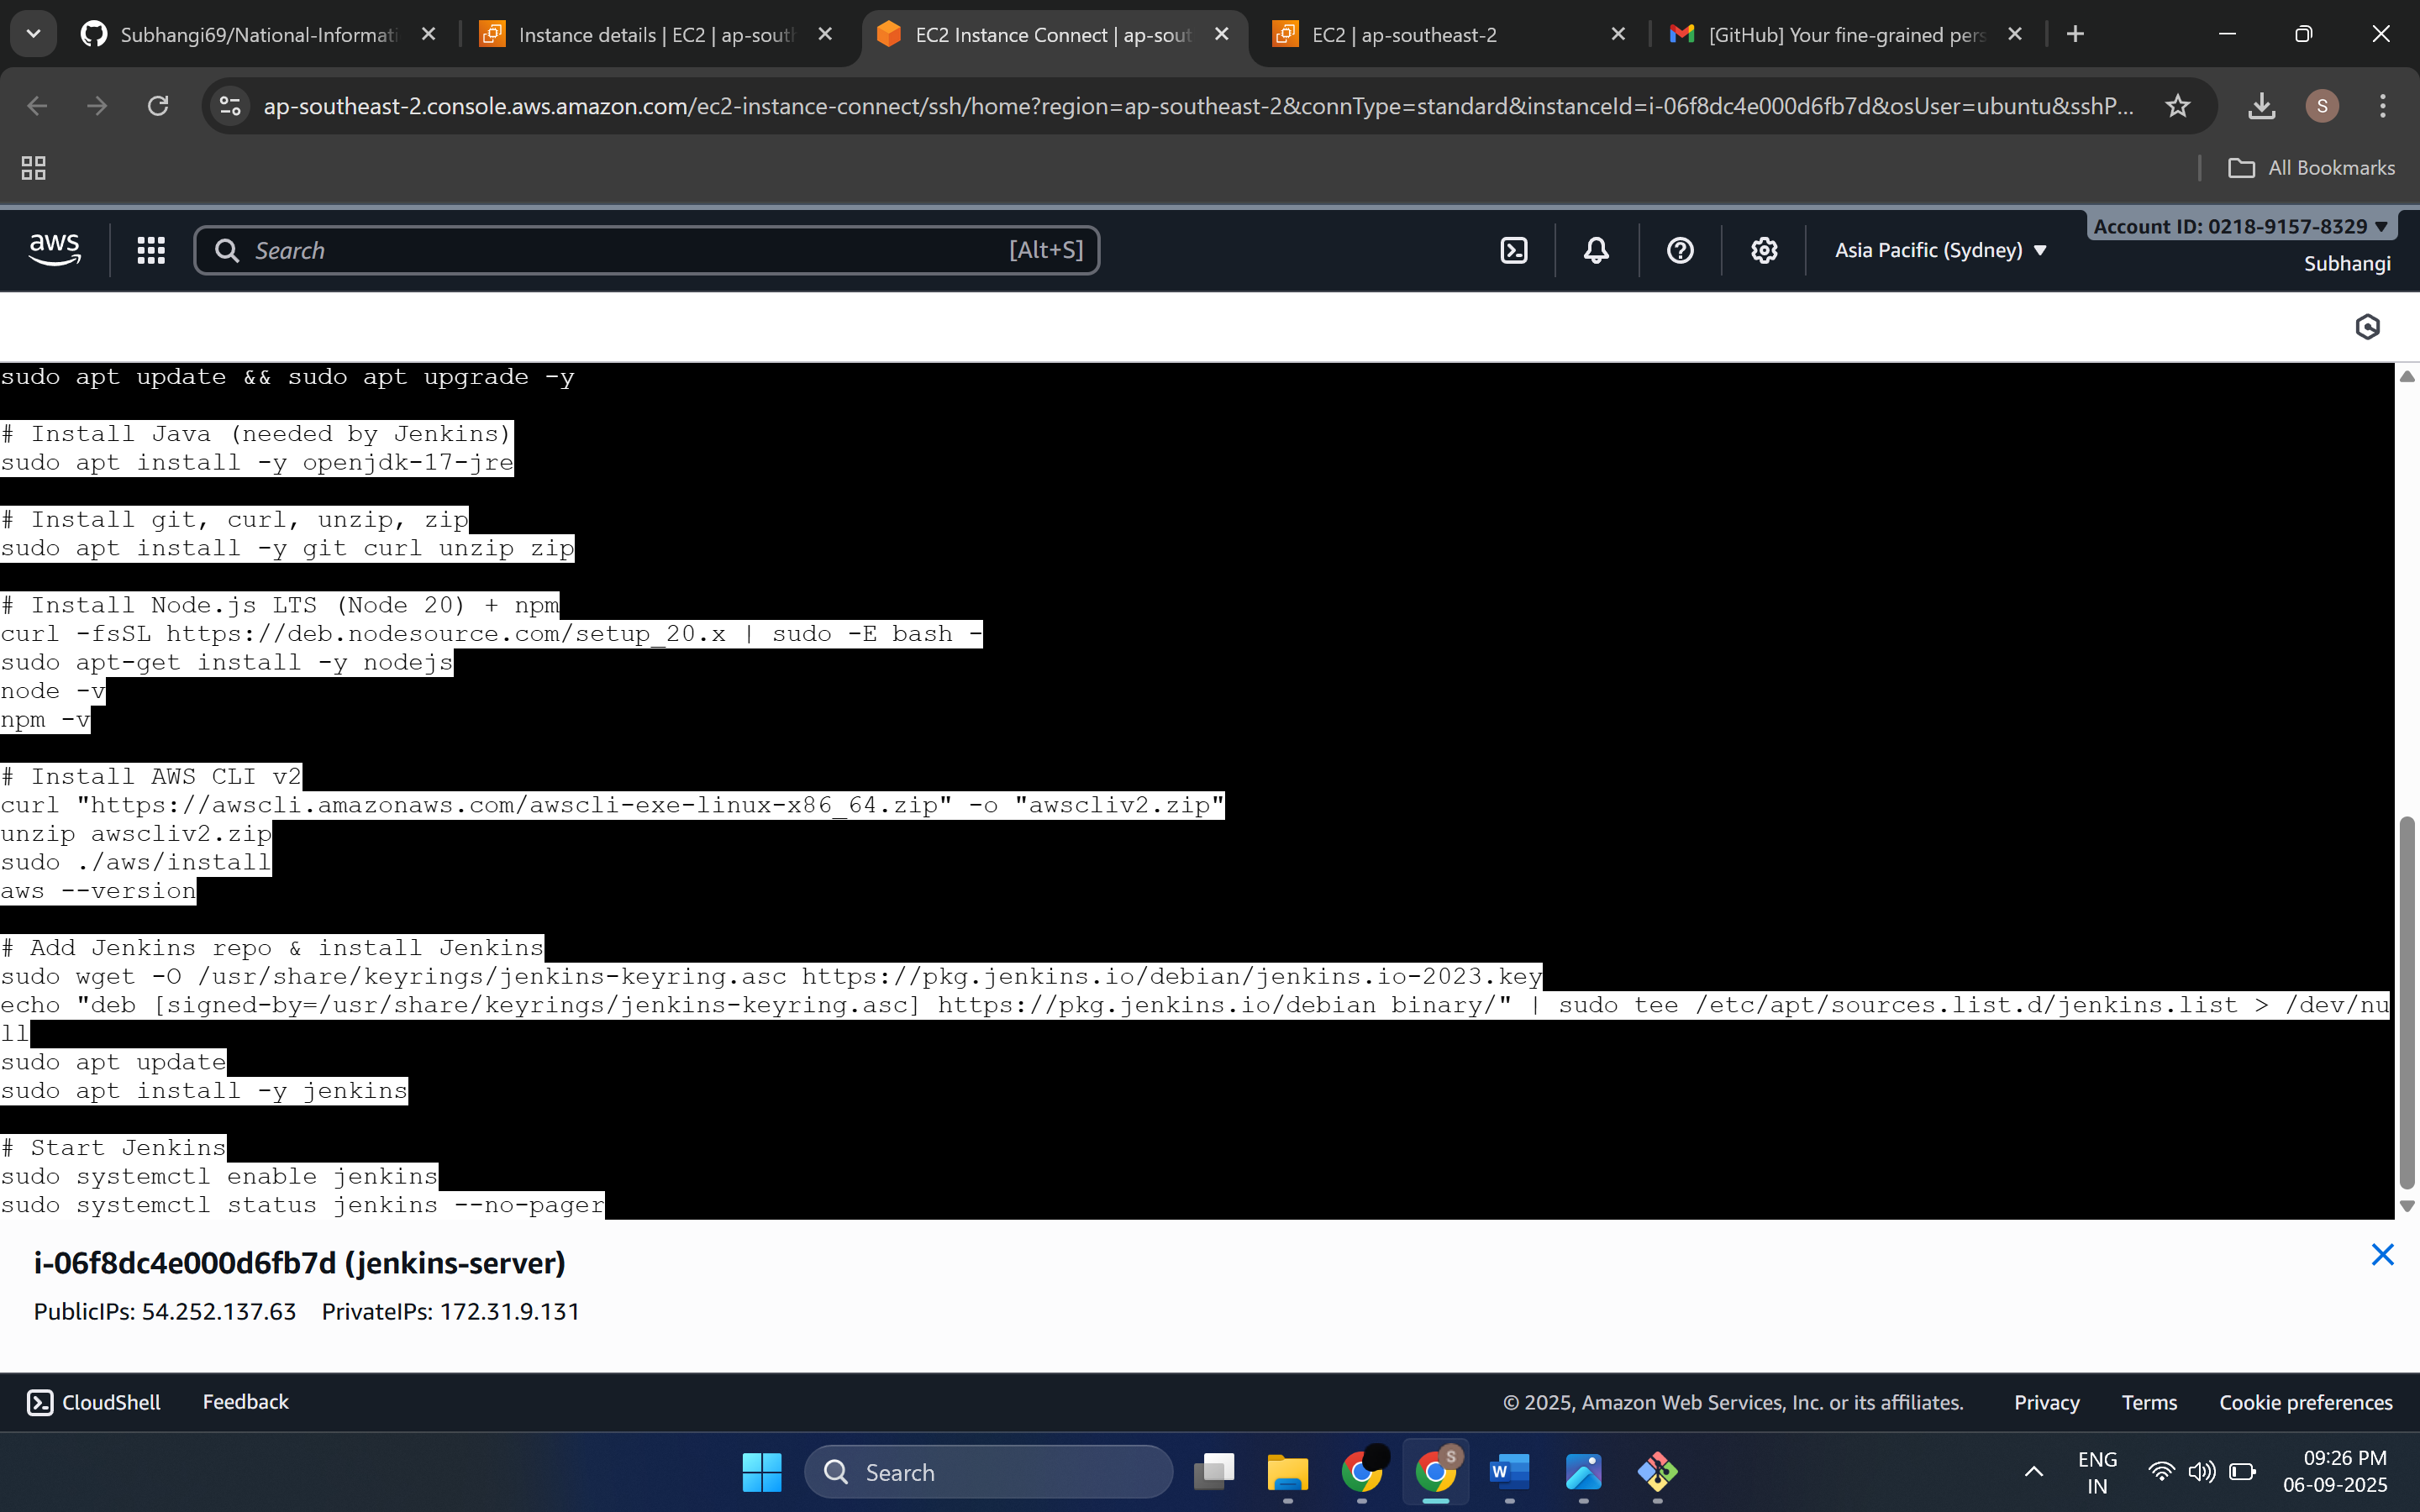 Subhangi69/National-Informati
Instance details | EC2 | ap-south
EC2 Instance Connect | ap-sout
EC2 | ap-southeast-2
[GitHub] Your fine-grained pers
ap-southeast-2.console.aws.amazon.com/ec2-instance-connect/ssh/home?region=ap-southeast-2&connType=standard&instanceId=i-06f8dc4e000d6fb7d&osUser=ubuntu&sshP...
S
All Bookmarks
aws
Search
[Alt+S]
Asia Pacific (Sydney)
Account ID: 0218-9157-8329
Subhangi
sudo apt update && sudo apt upgrade -y
# Install Java (needed by Jenkins)
sudo apt install -y openjdk-17-jre
# Install git, curl, unzip, zip
sudo apt install -y git curl unzip zip
# Install Node.js LTS (Node 20) + npm
curl -fsSL https://deb.nodesource.com/setup_20.x | sudo -E bash -
sudo apt-get install -y nodejs
node -v
npm -v
# Install AWS CLI v2
curl "https://awscli.amazonaws.com/awscli-exe-linux-x86_64.zip" -o "awscliv2.zip"
unzip awscliv2.zip
sudo ./aws/install
aws --version
# Add Jenkins repo & install Jenkins
sudo wget -O /usr/share/keyrings/jenkins-keyring.asc https://pkg.jenkins.io/debian/jenkins.io-2023.key
echo "deb [signed-by=/usr/share/keyrings/jenkins-keyring.asc] https://pkg.jenkins.io/debian binary/" | sudo tee /etc/apt/sources.list.d/jenkins.list > /dev/nu
ll
sudo apt update
sudo apt install -y jenkins
# Start Jenkins
sudo systemctl enable jenkins
sudo systemctl status jenkins --no-pager
i-06f8dc4e000d6fb7d (jenkins-server)
PublicIPs: 54.252.137.63 PrivateIPs: 172.31.9.131
CloudShell
Feedback
© 2025, Amazon Web Services, Inc. or its affiliates.
Privacy
Terms
Cookie preferences
Search
S
W
ENG
IN
09:26 PM
06-09-2025